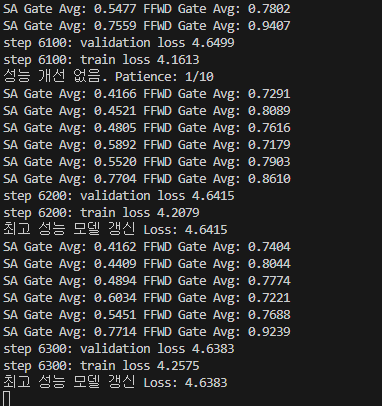 SA Gate Avg: 0.5477 FFWD Gate Avg: 0.7802
SA Gate Avg: 0.7559 FFWD Gate Avg: 0.9407
step 6100: validation loss 4.6499
step 6100: train loss 4.1613
성능 개선 없음. Patience: 1/10
SA Gate Avg: 0.4166 FFWD Gate Avg: 0.7291
SA Gate Avg: 0.4521 FFWD Gate Avg: 0.8089
SA Gate Avg: 0.4805 FFWD Gate Avg: 0.7616
SA Gate Avg: 0.5892 FFWD Gate Avg: 0.7179
SA Gate Avg: 0.5520 FFWD Gate Avg: 0.7903
SA Gate Avg: 0.7704 FFWD Gate Avg: 0.8610
step 6200: validation loss 4.6415
step 6200: train loss 4.2079
최고 성능 모델 갱신 Loss: 4.6415
SA Gate Avg: 0.4162 FFWD Gate Avg: 0.7404
SA Gate Avg: 0.4409 FFWD Gate Avg: 0.8044
SA Gate Avg: 0.4894 FFWD Gate Avg: 0.7774
SA Gate Avg: 0.6034 FFWD Gate Avg: 0.7221
SA Gate Avg: 0.5451 FFWD Gate Avg: 0.7688
SA Gate Avg: 0.7714 FFWD Gate Avg: 0.9239
step 6300: validation loss 4.6383
step 6300: train loss 4.2575
최고 성능 모델 갱신 Loss: 4.6383